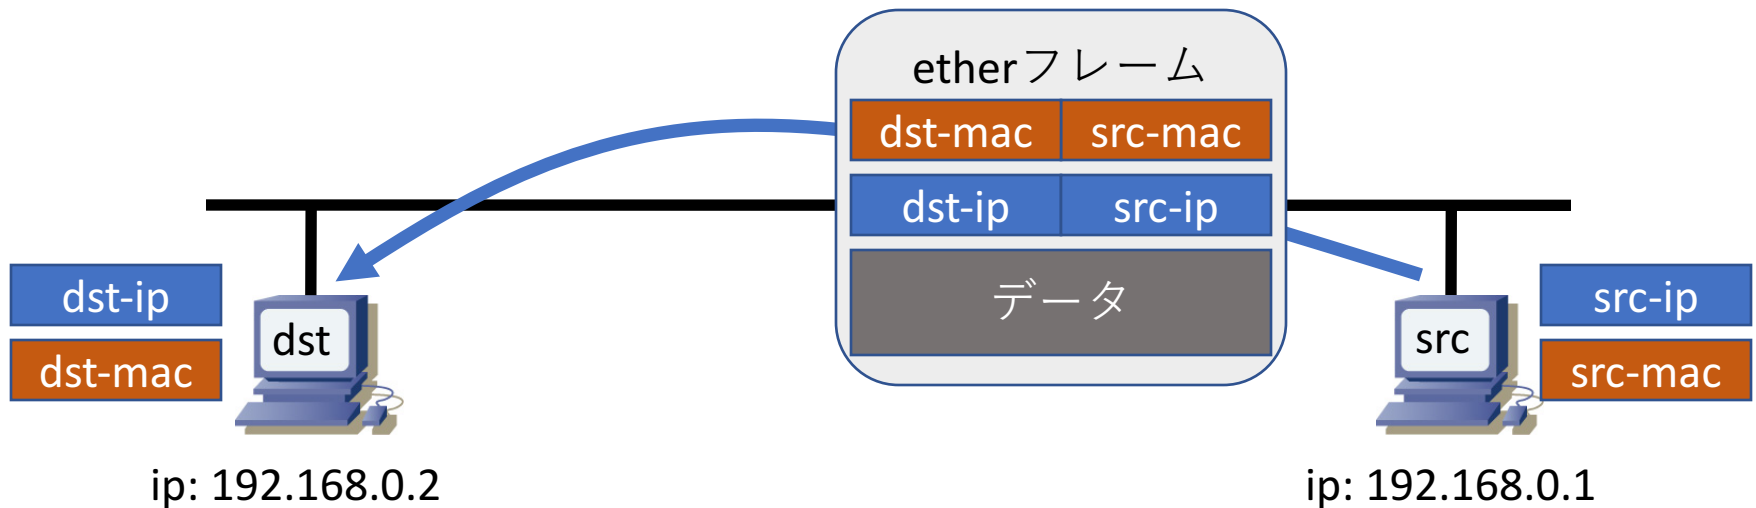 etherフレーム
dst-mac src-mac
dst-ip src-ip
データ
dst-ip
dst-mac
dst
ip: 192.168.0.2
src
src-ip
src-mac
ip: 192.168.0.1